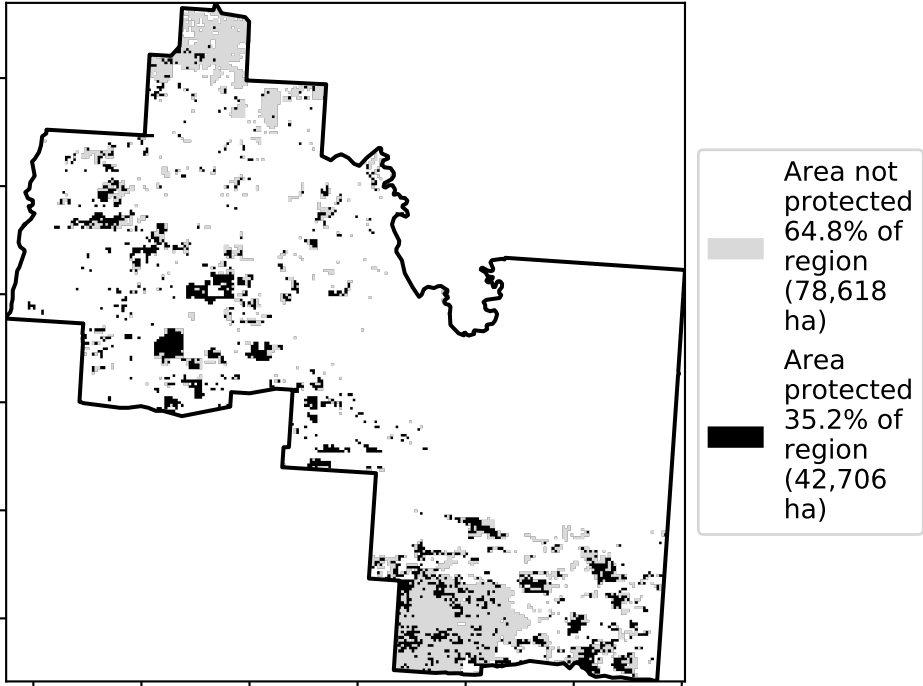 Area not
protected
64.8% of
region
(78,618
ha)
Area
protected
35.2% of
region
(42,706
ha)